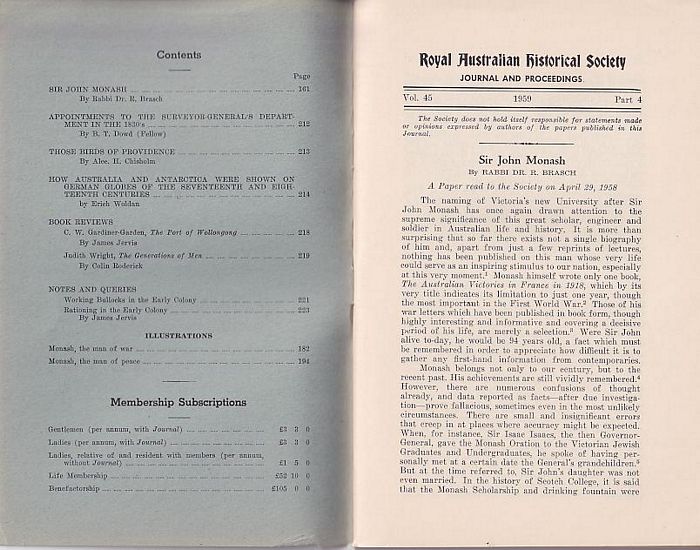 Contents
Page
SIR JOHN MONASH 161
By Rabbi Dr. R. Brasch
APPOINTMENTS TO THE SURVEYOR-GENERAL'S DEPART-
MENT IN THE 1830's 212
By B. T. Dowd (Fellow)
THOSE BIRDS OF PROVIDENCE 213
By Alec. H. Chisholm
HOW AUSTRALIA AND ANTARCTICA WERE SHOWN ON
GERMAN GLOBES OF THE SEVENTEENTH AND EIGH-
TEENTH CENTURIES 214
by Erich Woldan
BOOK REVIEWS
C. W. Gardiner-Garden, The Port of Wollongong 218
By James Jervis
Judith Wright, The Generations of Men 219
By Colin Roderick
NOTES AND QUERIES
Working Bullocks in the Early Colony 221
Rationing in the Early Colony 223
By James Jervis
ILLUSTRATIONS
Monash, the man of war 182
Monash, the man of peace 194
Membership Subscriptions
Gentlemen (per annum, with Journal) £3 3 0
Ladies (per annum, with Journal) £3 3 0
Ladies, relative of and resident with members (per annum,
without Journal) £1 5 0
Life Membership £52 10 0
Benefactorship £105 0 0
Royal Australian Historical Society
JOURNAL AND PROCEEDINGS
Vol. 45 1959 Part 4
The Society does not hold itself responsible for statements made
or opinions expressed by authors of the papers published in this
Journal.
Sir John Monash
By RABBI DR. R. BRASCH
A Paper read to the Society on April 29, 1958
The naming of Victoria's new University after Sir
John Monash has once again drawn attention to the
supreme significance of this great scholar, engineer and
soldier in Australian life and history. It is more than
surprising that so far there exists not a single biography
of him and, apart from just a few reprints of lectures,
nothing has been published on this man whose very life
could serve as an inspiring stimulus to our nation, especially
at this very moment.¹ Monash himself wrote only one book,
The Australian Victories in France in 1918, which by its
very title indicates its limitation to just one year, though
the most important in the First World War.² Those of his
war letters which have been published in book form, though
highly interesting and informative and covering a decisive
period of his life, are merely a selection.³ Were Sir John
alive to-day, he would be 94 years old, a fact which must
be remembered in order to appreciate how difficult it is to
gather any first-hand information from contemporaries.
Monash belongs not only to our century, but to the
recent past. His achievements are still vividly remembered.⁴
However, there are numerous confusions of thought
already, and data reported as facts—after due investiga-
tion—prove fallacious, sometimes even in the most unlikely
circumstances. There are small and insignificant errors
that creep in at places where accuracy might be expected.
When, for instance, Sir Isaac Isaacs, the then Governor-
General, gave the Monash Oration to the Victorian Jewish
Graduates and Undergraduates, he spoke of having per-
sonally met at a certain date the General's grandchildren.⁵
But at the time referred to, Sir John's daughter was not
even married. In the history of Scotch College, it is said
that the Monash Scholarship and drinking fountain were